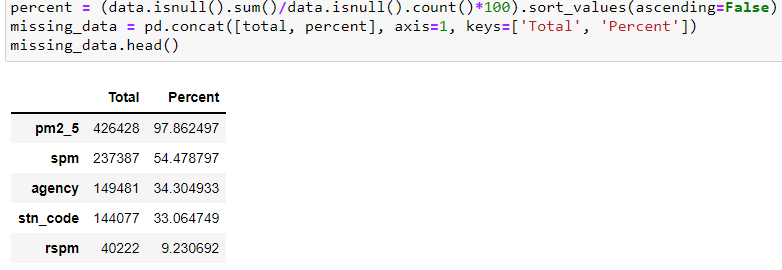 percent = (data.isnull().sum()/data.isnull().count()*100).sort_values(ascending=False)
missing_data = pd.concat([total, percent], axis=1, keys=['Total', 'Percent'])
missing_data.head()
Total Percent
pm2_5 426428 97.862497
spm 237387 54.478797
agency 149481 34.304933
stn_code 144077 33.064749
rspm 40222 9.230692